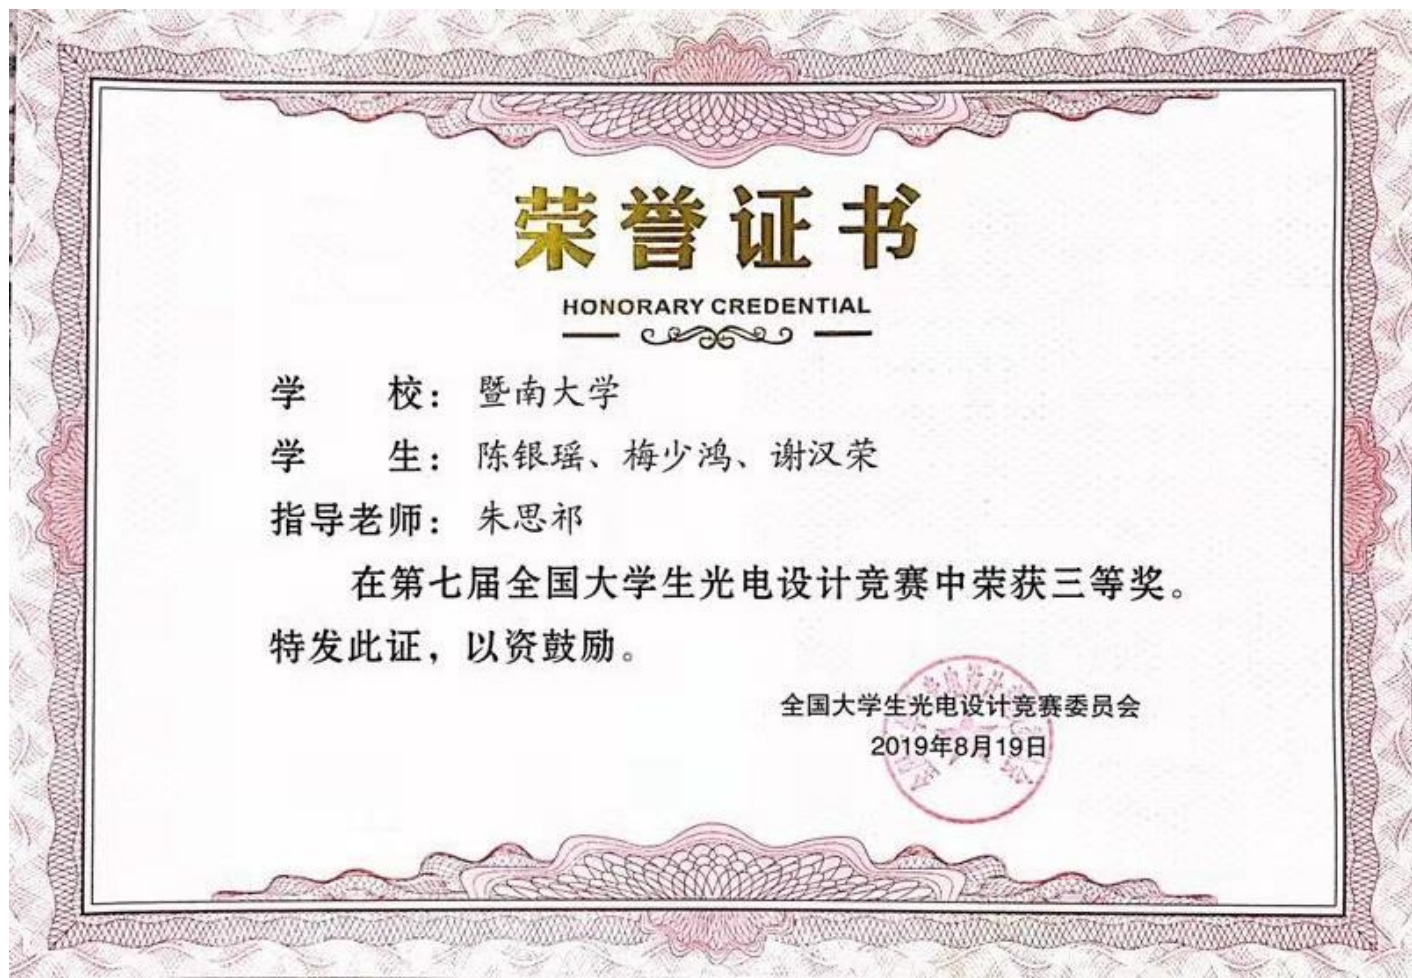 荣誉证书
HONORARY CREDENTIAL
学 校：暨南大学
学 生：陈银瑶、梅少鸿、谢汉荣
指导老师：朱思祁
在第七届全国大学生光电设计竞赛中荣获三等奖。
特发此证，以资鼓励。
全国大学生光电设计竞赛委员会
2019年8月19日